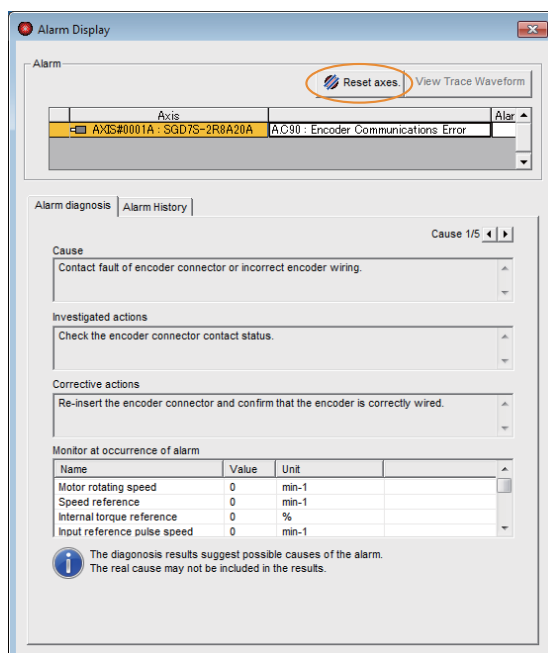 Alarm Display
Alarm
Reset axes.
View Trace Waveform
Axis
Alar
AXIS#0001A : SGD7S-2R8A20A
A.C90 : Encoder Communications Error
Alarm diagnosis
Alarm History
Cause 1/5
Cause
Contact fault of encoder connector or incorrect encoder wiring.
Investigated actions
Check the encoder connector contact status.
Corrective actions
Re-insert the encoder connector and confirm that the encoder is correctly wired.
Monitor at occurrence of alarm
Name Value Unit
Motor rotating speed 0 min-1
Speed reference 0 min-1
Internal torque reference 0 %
Input reference pulse speed 0 min-1
The diagonosis results suggest possible causes of the alarm.
The real cause may not be included in the results.